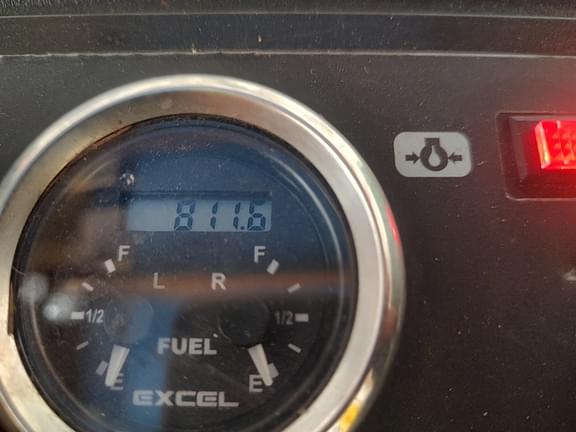 811.6
F F
L R
1/2 1/2
FUEL
E E
EXCEL